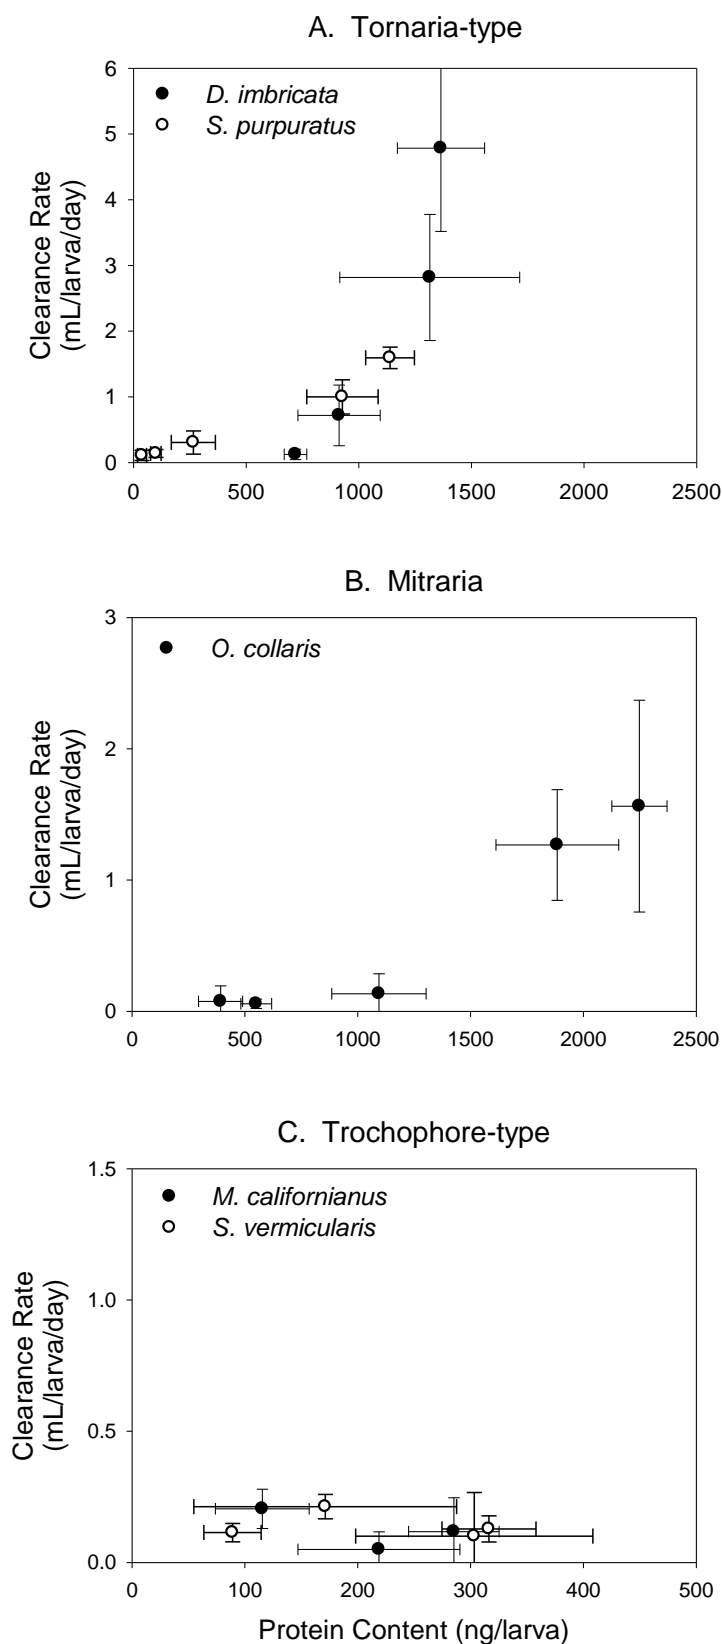 A. Tornaria-type
6
D. imbricata
S. purpuratus
5
4
Clearance Rate
(mL/larva/day)
3
2
1
0
0 500 1000 1500 2000 2500
B. Mitraria
3
O. collaris
2
Clearance Rate
(mL/larva/day)
1
0
0 500 1000 1500 2000 2500
C. Trochophore-type
1.5
M. californianus
S. vermicularis
1.0
Clearance Rate
(mL/larva/day)
0.5
0.0
0 100 200 300 400 500
Protein Content (ng/larva)